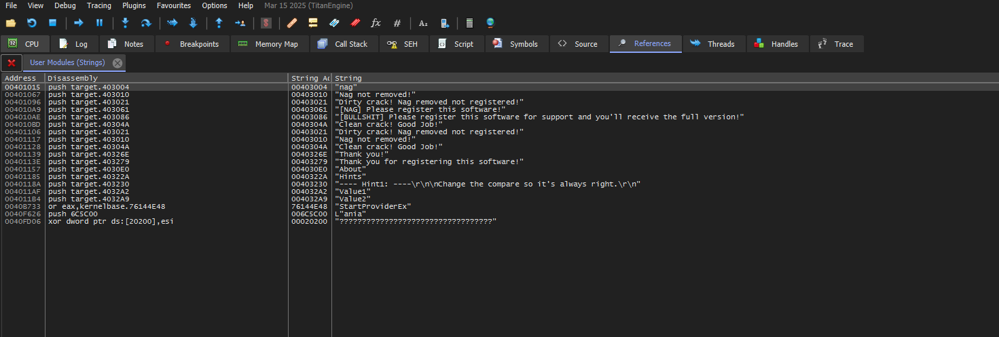 File View Debug Tracing Plugins Favourites Options Help Mar 15 2025 (TitanEngine)
CPU Log Notes Breakpoints Memory Map Call Stack SEH Script Symbols Source References Threads Handles Trace
User Modules (Strings)
Address Disassembly String Ad String
00401015 push target.403004 00403004 "nag"
00401067 push target.403010 00403010 "Nag not removed!"
00401096 push target.403021 00403021 "Dirty crack! Nag removed not registered!"
004010A9 push target.403061 00403061 "[NAG] Please register this software!"
004010AE push target.403086 00403086 "[BULLSHIT] Please register this software for support and you'll receive the full version!"
004010BD push target.40304A 0040304A "Clean crack! Good Job!"
00401106 push target.403021 00403021 "Dirty crack! Nag removed not registered!"
00401117 push target.403010 00403010 "Nag not removed!"
00401128 push target.40304A 0040304A "Clean crack! Good Job!"
00401139 push target.40326E 0040326E "Thank you!"
0040113E push target.403279 00403279 "Thank you for registering this software!"
00401157 push target.4030E0 004030E0 "About"
00401185 push target.40322A 0040322A "Hints"
0040118A push target.403230 00403230 "---- Hint1: ----\r\n\nChange the compare so it's always right.\r\n"
004011AF push target.4032A2 004032A2 "Value1"
004011B4 push target.4032A9 004032A9 "Value2"
0040B733 or eax,kernelbase.76144E48 76144E48 "StartProviderEx"
0040F626 push 6C5C00 006C5C00 L"ania"
0040FD06 xor dword ptr ds:[20200],esi 00020200 "??????????????????????????????????"